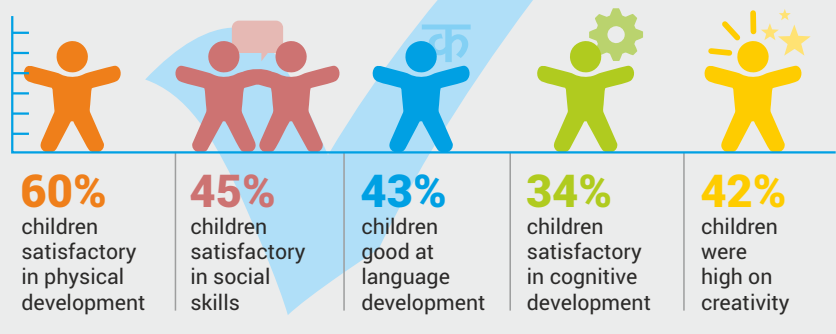 क
60%
children
satisfactory
in physical
development
45%
children
satisfactory
in social
skills
43%
children
good at
language
development
34%
children
satisfactory
in cognitive
development
42%
children
were
high on
creativity